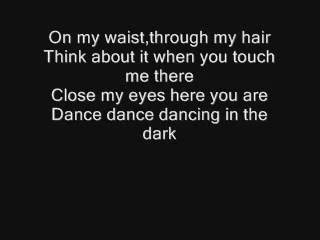 On my waist,through my hair
Think about it when you touch
me there
Close my eyes here you are
Dance dance dancing in the
dark